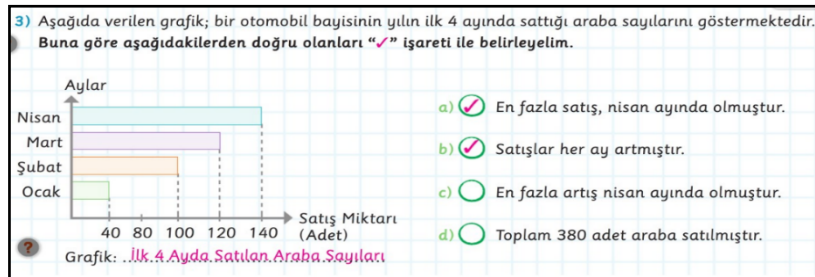 3) Aşağıda verilen grafik; bir otomobil bayisinin yılın ilk 4 ayında sattığı araba sayılarını göstermektedir.
Buna göre aşağıdakilerden doğru olanları “✓” işareti ile belirleyelim.
Aylar
Nisan
Mart
Şubat
Ocak
40 80 100 120 140
Satış Miktarı
(Adet)
Grafik: ..İlk 4 Ayda Satılan Araba Sayıları
a) ✓ En fazla satış, nisan ayında olmuştur.
b) ✓ Satışlar her ay artmıştır.
c) En fazla artış nisan ayında olmuştur.
d) Toplam 380 adet araba satılmıştır.
?